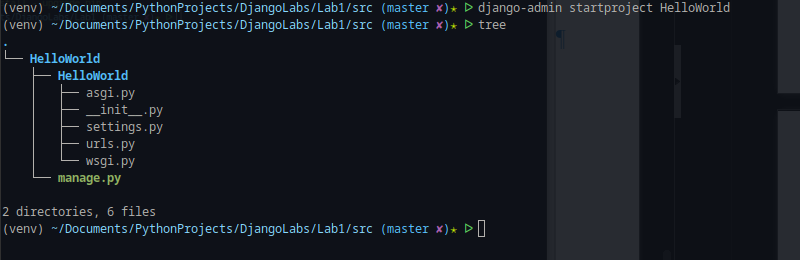 (venv) ~/Documents/PythonProjects/DjangoLabs/Lab1/src (master ✘)★ ▷ django-admin startproject HelloWorld
(venv) ~/Documents/PythonProjects/DjangoLabs/Lab1/src (master ✘)★ ▷ tree
.
└── HelloWorld
    ├── HelloWorld
    │   ├── asgi.py
    │   ├── __init__.py
    │   ├── settings.py
    │   ├── urls.py
    │   └── wsgi.py
    └── manage.py

2 directories, 6 files
(venv) ~/Documents/PythonProjects/DjangoLabs/Lab1/src (master ✘)★ ▷